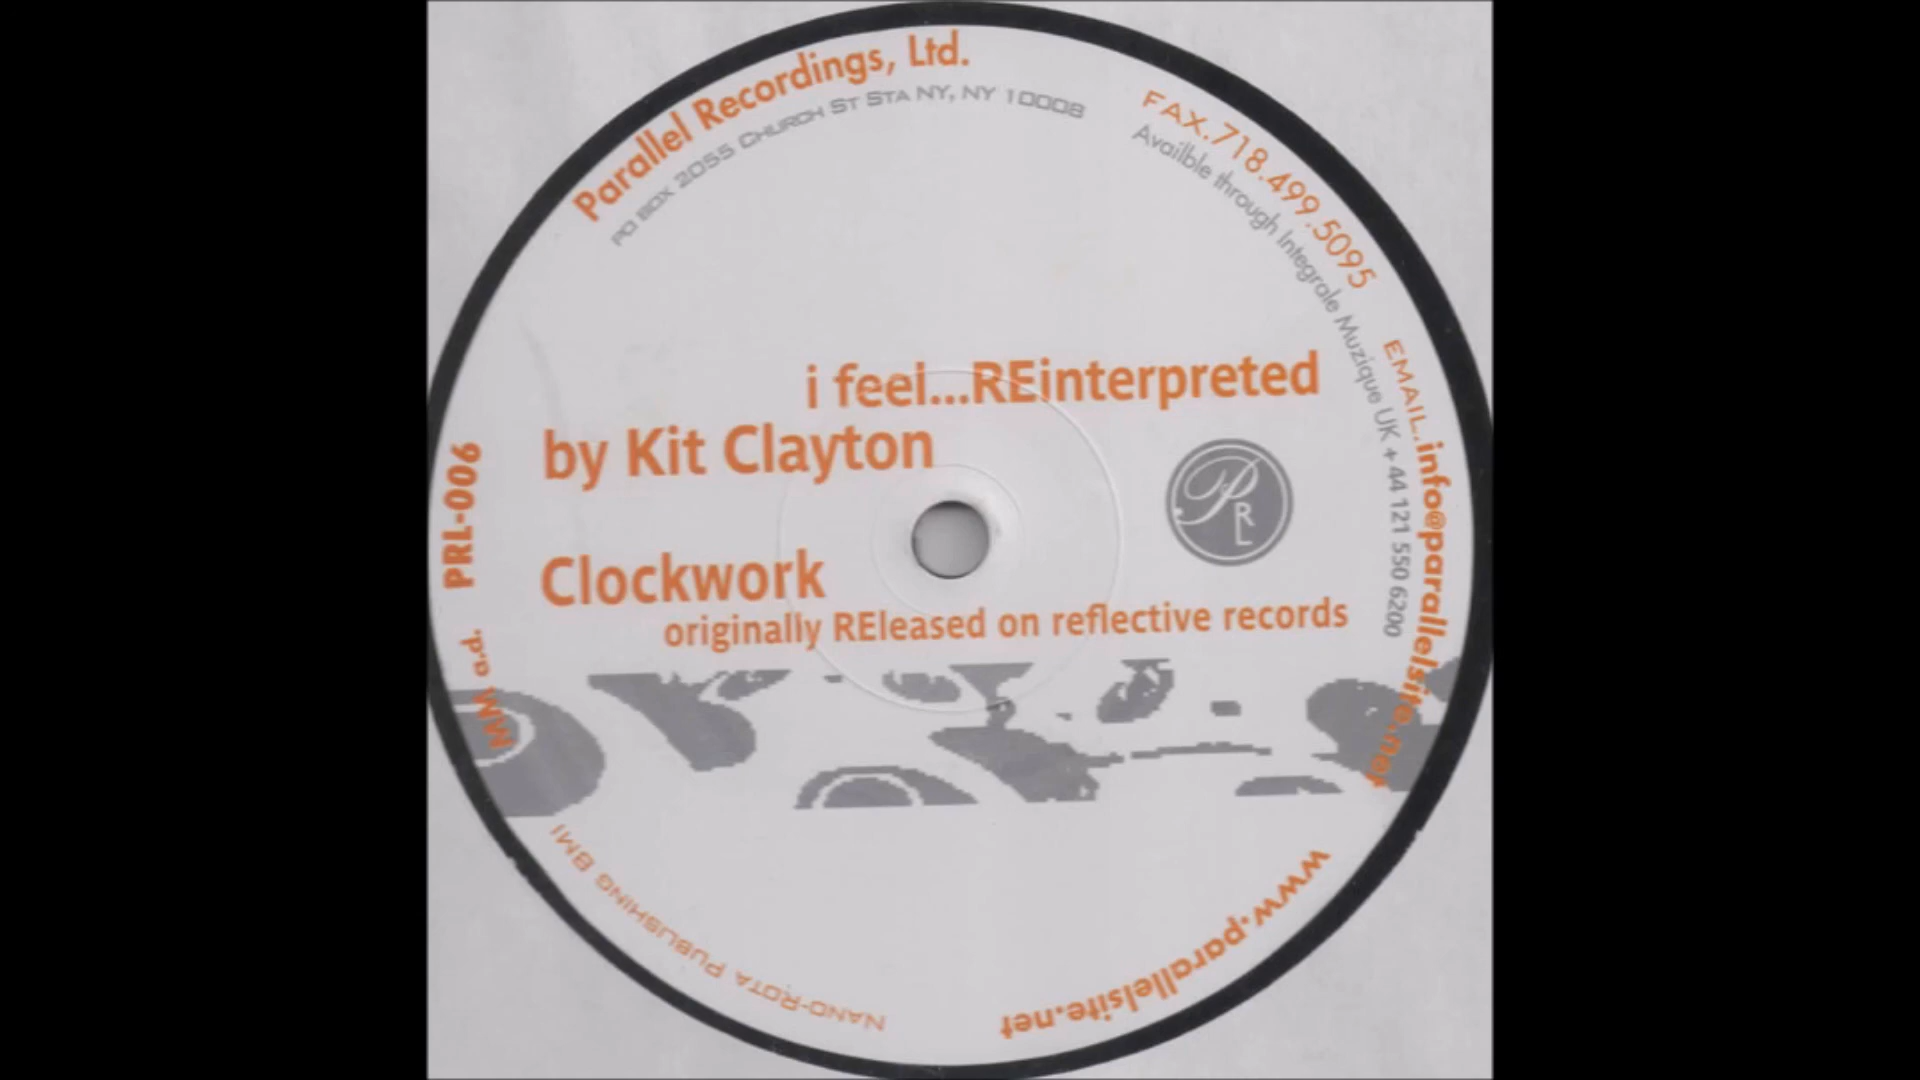 Parallel Recordings, Ltd.
PO BOX 2055 CHURCH ST STA NY, NY 10008
FAX.718.499.5095
Availble through Integrale Muzique UK + 44 121 550 6200
EMAIL.info@parallelsite.net
i feel...REinterpreted
by Kit Clayton
PRL
PRL-006
Clockwork
originally REleased on reflective records
MM a.d.
NANO-ROTA PUBLISHING BMI
www.parallelsite.net